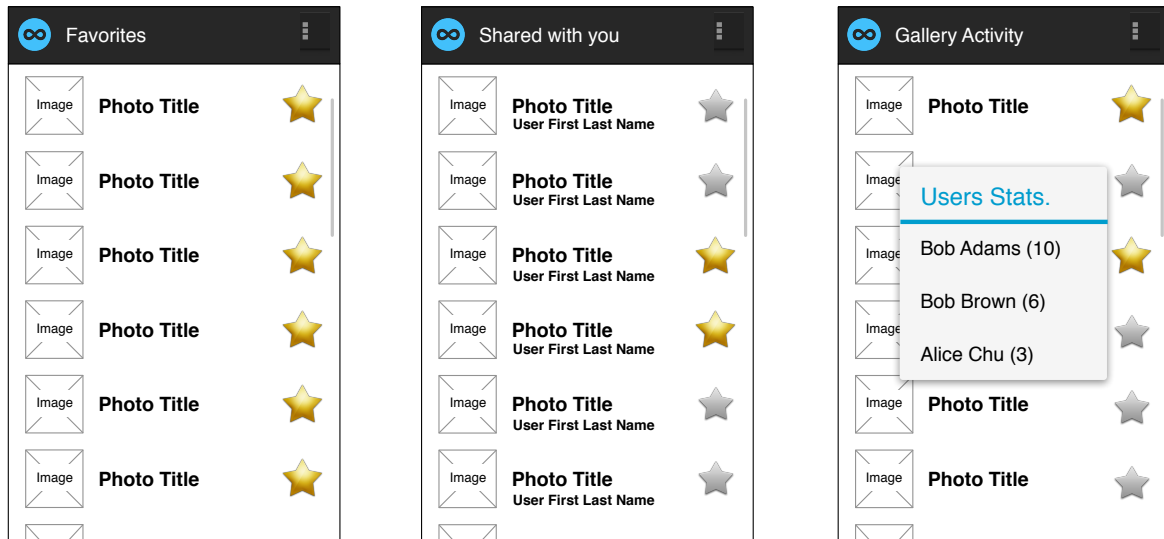 Favorites
Image
Photo Title
Image
Photo Title
Image
Photo Title
Image
Photo Title
Image
Photo Title
Image
Photo Title
Shared with you
Image
Photo Title
User First Last Name
Image
Photo Title
User First Last Name
Image
Photo Title
User First Last Name
Image
Photo Title
User First Last Name
Image
Photo Title
User First Last Name
Image
Photo Title
User First Last Name
Gallery Activity
Image
Photo Title
Image
Image
Image
Users Stats.
Bob Adams (10)
Bob Brown (6)
Alice Chu (3)
Image
Photo Title
Image
Photo Title